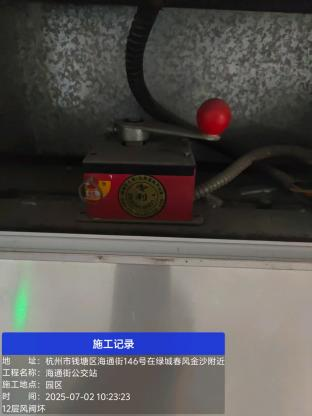 利
施工记录
地 址：杭州市钱塘区海通街146号在绿城春风金沙附近
工程名称：海通街公交站
施工地点：园区
时 间：2025-07-02 10:23:23
12层风阀坏